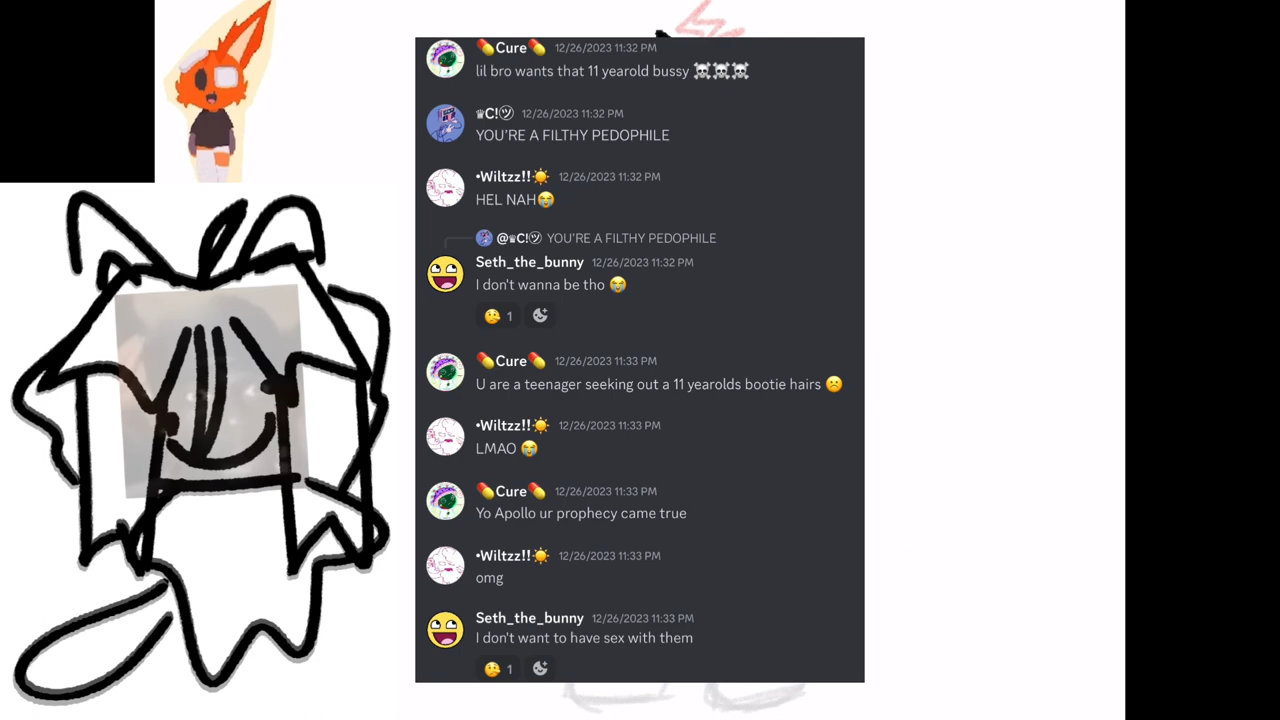 💊Cure💊 12/26/2023 11:32 PM
lil bro wants that 11 yearold bussy ☠️☠️☠️
♕C!ツ 12/26/2023 11:32 PM
YOU'RE A FILTHY PEDOPHILE
•Wiltzz!!☀️ 12/26/2023 11:32 PM
HEL NAH😭
@♕C!ツ YOU'RE A FILTHY PEDOPHILE
Seth_the_bunny 12/26/2023 11:32 PM
I don't wanna be tho 😭
🤨 1
💊Cure💊 12/26/2023 11:33 PM
U are a teenager seeking out a 11 yearolds bootie hairs ☹️
•Wiltzz!!☀️ 12/26/2023 11:33 PM
LMAO 😭
💊Cure💊 12/26/2023 11:33 PM
Yo Apollo ur prophecy came true
•Wiltzz!!☀️ 12/26/2023 11:33 PM
omg
Seth_the_bunny 12/26/2023 11:33 PM
I don't want to have sex with them
🤨 1